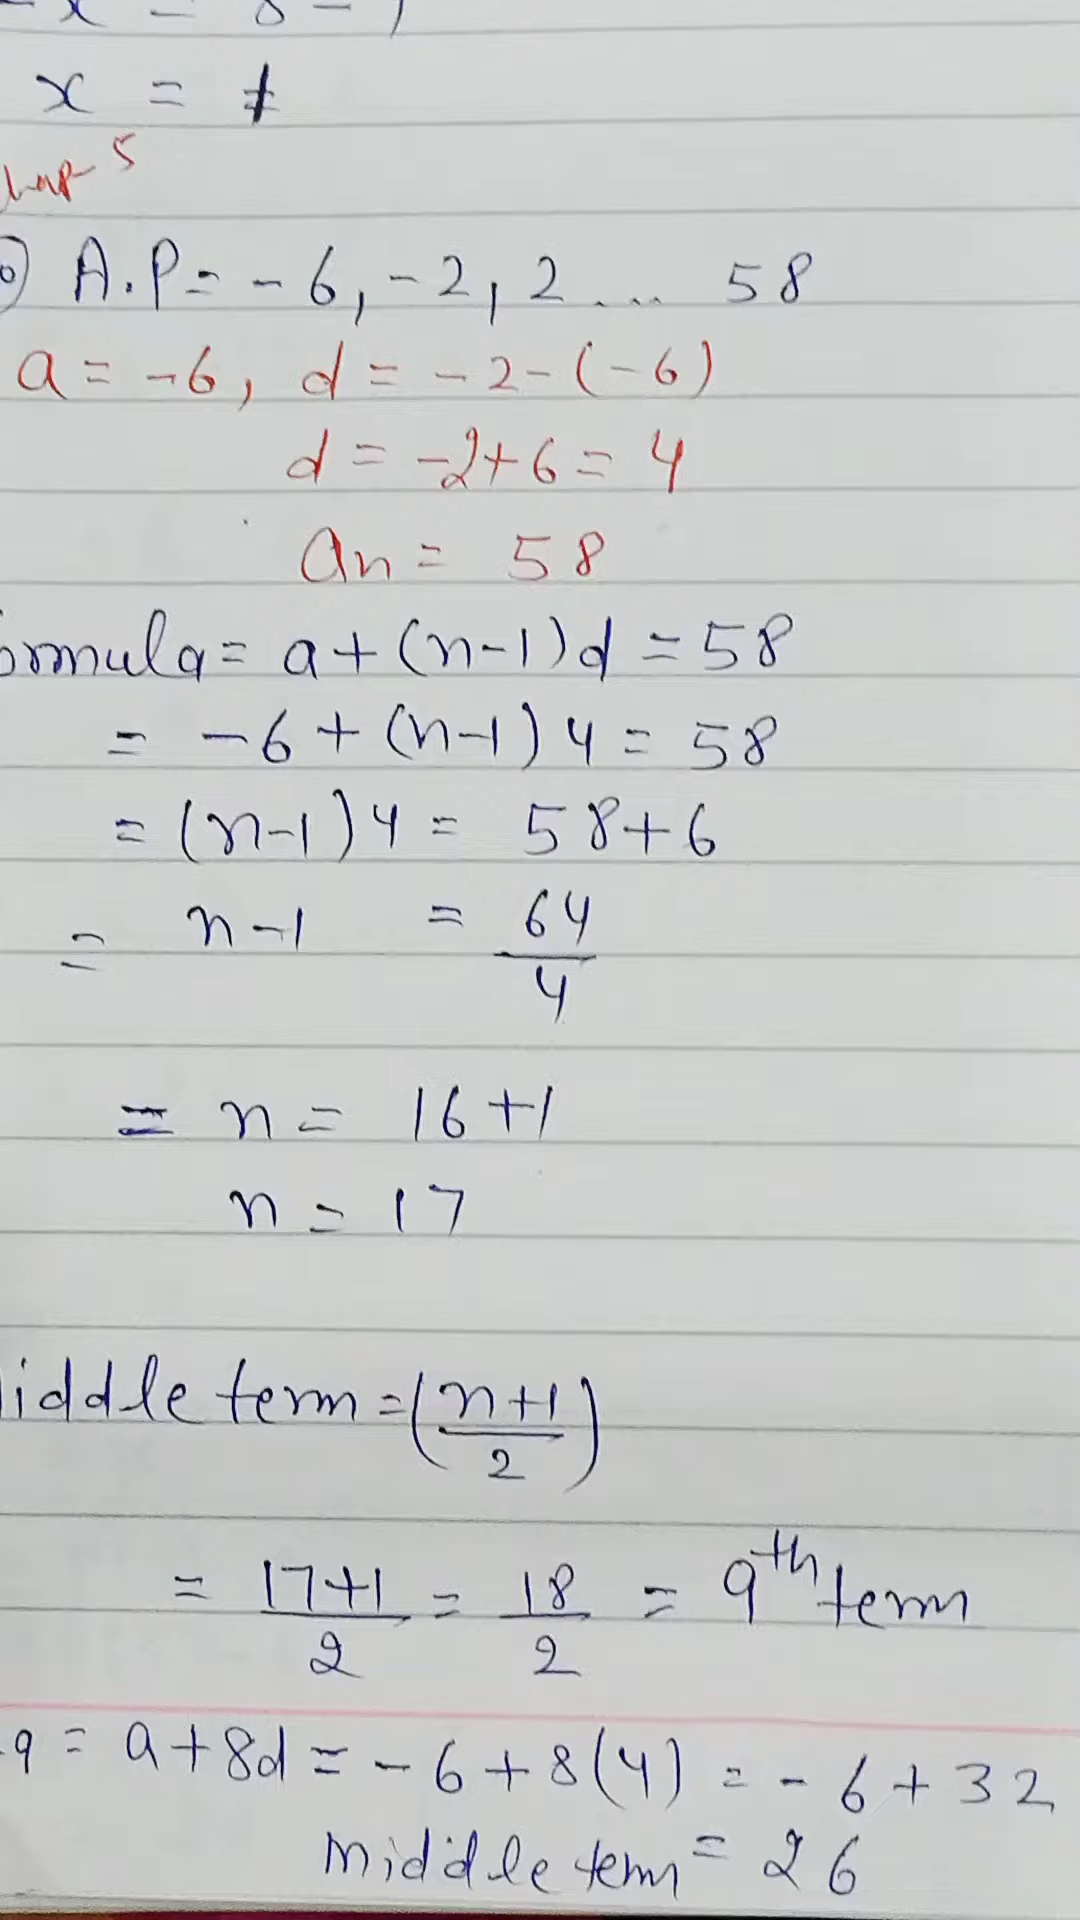 x = 1
5
A.P = -6, -2, 2 .... 58
a = -6, d = -2-(-6)
d = -2+6 = 4
an = 58
ormula = a+(n-1)d = 58
= -6+(n-1)4 = 58
= (n-1)4 = 58+6
= n-1 = 64/4
= n = 16+1
n = 17
iddle term = (n+1/2)
= 17+1/2 = 18/2 = 9th term
9 = a+8d = -6+8(4) = -6+32
middle term = 26